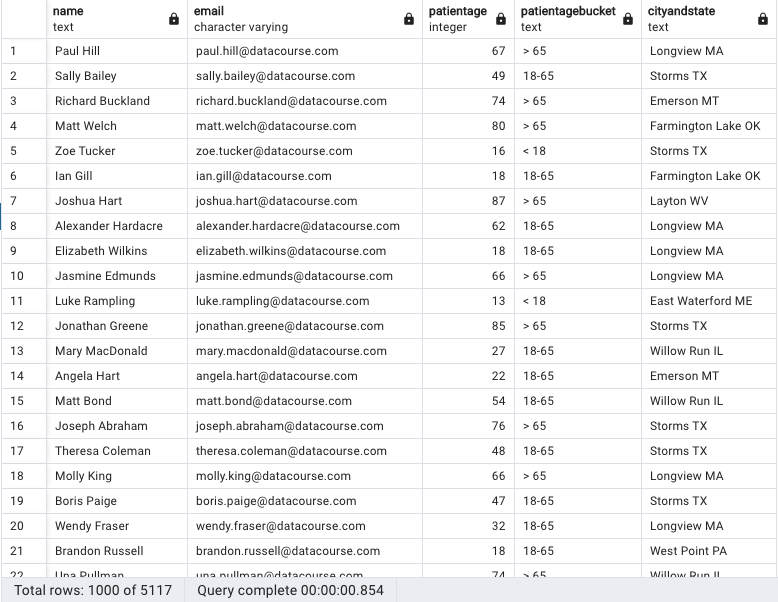 name email patientage patientagebucket cityandstate
text character varying integer text text
1 Paul Hill paul.hill@datacourse.com 67 > 65 Longview MA
2 Sally Bailey sally.bailey@datacourse.com 49 18-65 Storms TX
3 Richard Buckland richard.buckland@datacourse.com 74 > 65 Emerson MT
4 Matt Welch matt.welch@datacourse.com 80 > 65 Farmington Lake OK
5 Zoe Tucker zoe.tucker@datacourse.com 16 < 18 Storms TX
6 Ian Gill ian.gill@datacourse.com 18 18-65 Farmington Lake OK
7 Joshua Hart joshua.hart@datacourse.com 87 > 65 Layton WV
8 Alexander Hardacre alexander.hardacre@datacourse.com 62 18-65 Longview MA
9 Elizabeth Wilkins elizabeth.wilkins@datacourse.com 18 18-65 Longview MA
10 Jasmine Edmunds jasmine.edmunds@datacourse.com 66 > 65 Longview MA
11 Luke Rampling luke.rampling@datacourse.com 13 < 18 East Waterford ME
12 Jonathan Greene jonathan.greene@datacourse.com 85 > 65 Storms TX
13 Mary MacDonald mary.macdonald@datacourse.com 27 18-65 Willow Run IL
14 Angela Hart angela.hart@datacourse.com 22 18-65 Emerson MT
15 Matt Bond matt.bond@datacourse.com 54 18-65 Willow Run IL
16 Joseph Abraham joseph.abraham@datacourse.com 76 > 65 Storms TX
17 Theresa Coleman theresa.coleman@datacourse.com 48 18-65 Storms TX
18 Molly King molly.king@datacourse.com 66 > 65 Longview MA
19 Boris Paige boris.paige@datacourse.com 47 18-65 Storms TX
20 Wendy Fraser wendy.fraser@datacourse.com 32 18-65 Longview MA
21 Brandon Russell brandon.russell@datacourse.com 18 18-65 West Point PA
22 Una Pullman una.pullman@datacourse.com 74 > 65 Willow Run IL
Total rows: 1000 of 5117 Query complete 00:00:00.854